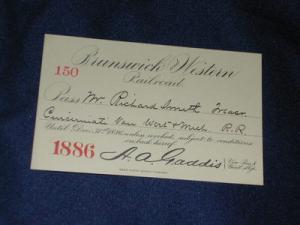 Brunswick & Western
150
Railroad.
Pass Mr. Richard Smith
Cincinnati Van Wert & Mich. R.R.
Until Dec. 31st 1886 unless revoked, subject to conditions
on back hereof.
1886
A. A. Gaddis